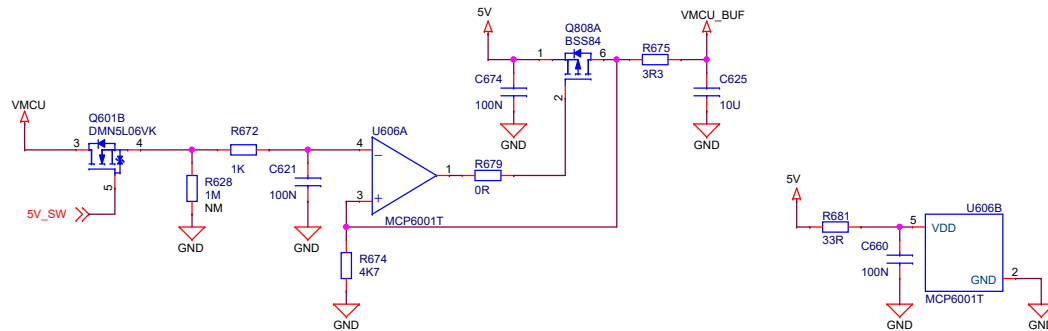 5V
Q808A
BSS84
VMCU_BUF
1
6
R675
3R3
C674
100N
2
C625
10U
GND
GND
VMCU
Q601B
DMN5L06VK
3
4
R672
1K
5
R628
1M
NM
C621
100N
5V_SW
GND
GND
U606A
4
−
3
+
1
R679
0R
MCP6001T
R674
4K7
GND
5V
R681
33R
U606B
5
VDD
C660
100N
GND
2
MCP6001T
GND
GND